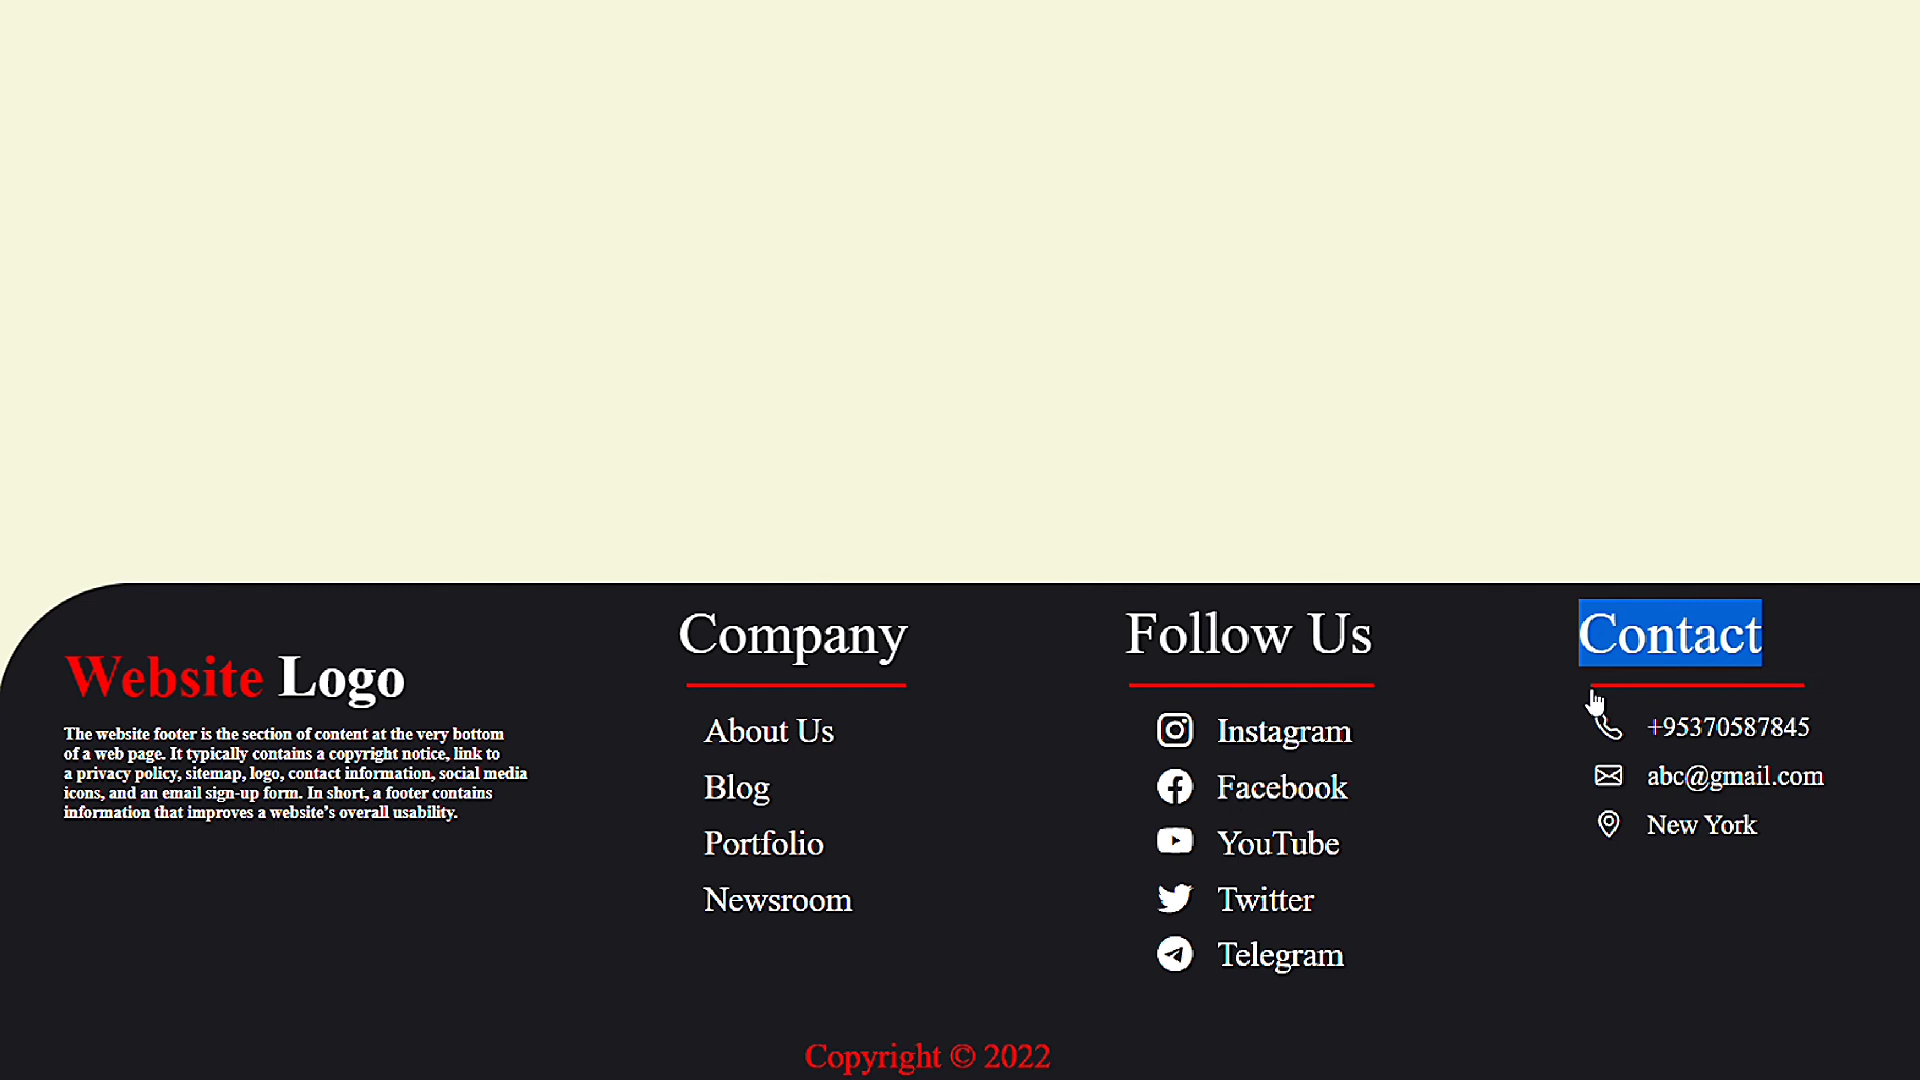 Website Logo
The website footer is the section of content at the very bottom
of a web page. It typically contains a copyright notice, link to
a privacy policy, sitemap, logo, contact information, social media
icons, and an email sign-up form. In short, a footer contains
information that improves a website’s overall usability.
Company
About Us
Blog
Portfolio
Newsroom
Follow Us
Instagram
Facebook
YouTube
Twitter
Telegram
Contact
+95370587845
abc@gmail.com
New York
Copyright © 2022